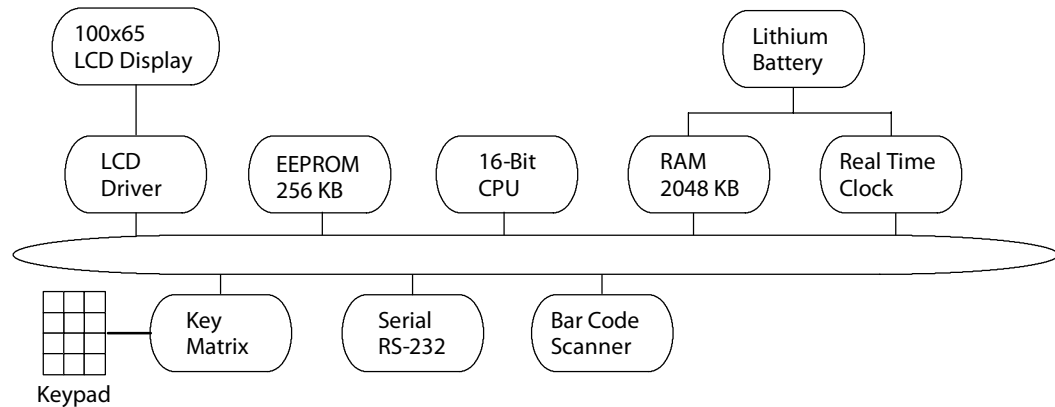 100x65
LCD Display
Lithium
Battery
LCD
Driver
EEPROM
256 KB
16-Bit
CPU
RAM
2048 KB
Real Time
Clock
Key
Matrix
Serial
RS-232
Bar Code
Scanner
Keypad